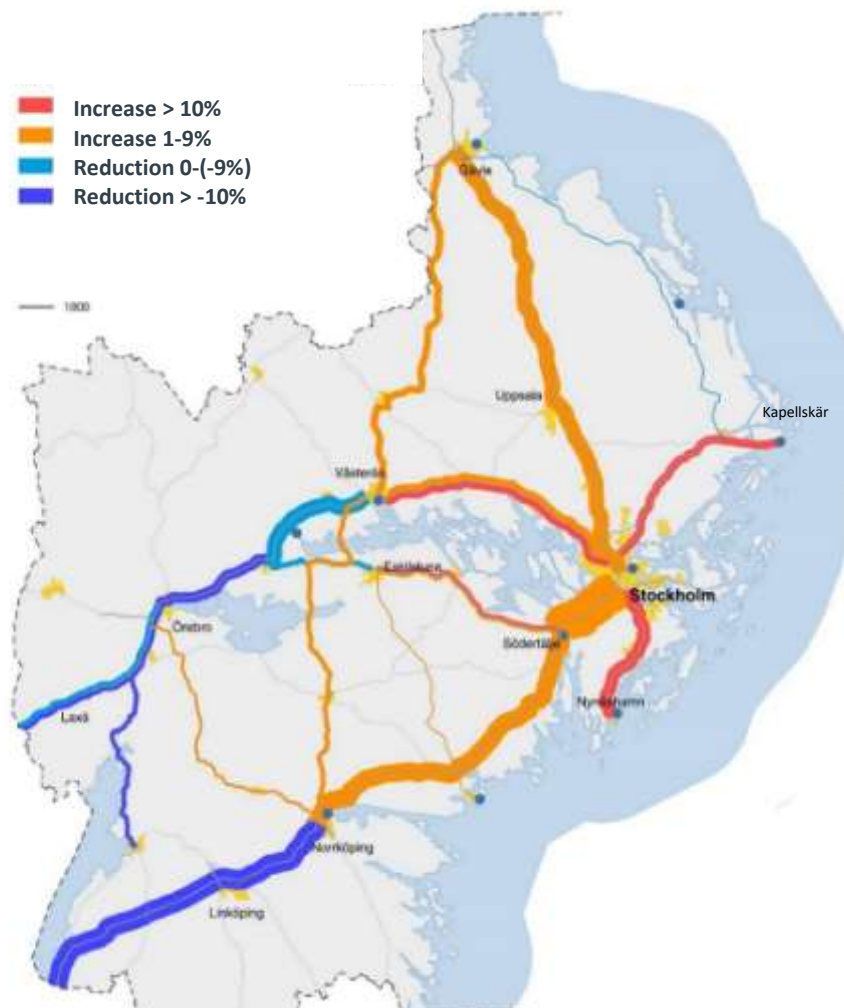 Increase > 10%
Increase 1-9%
Reduction 0-(-9%)
Reduction > -10%
Gävle
1800
Uppsala
Kapellskär
Västerås
Eskilstuna
Stockholm
Örebro
Södertälje
Nynäshamn
Laxå
Norrköping
Linköping